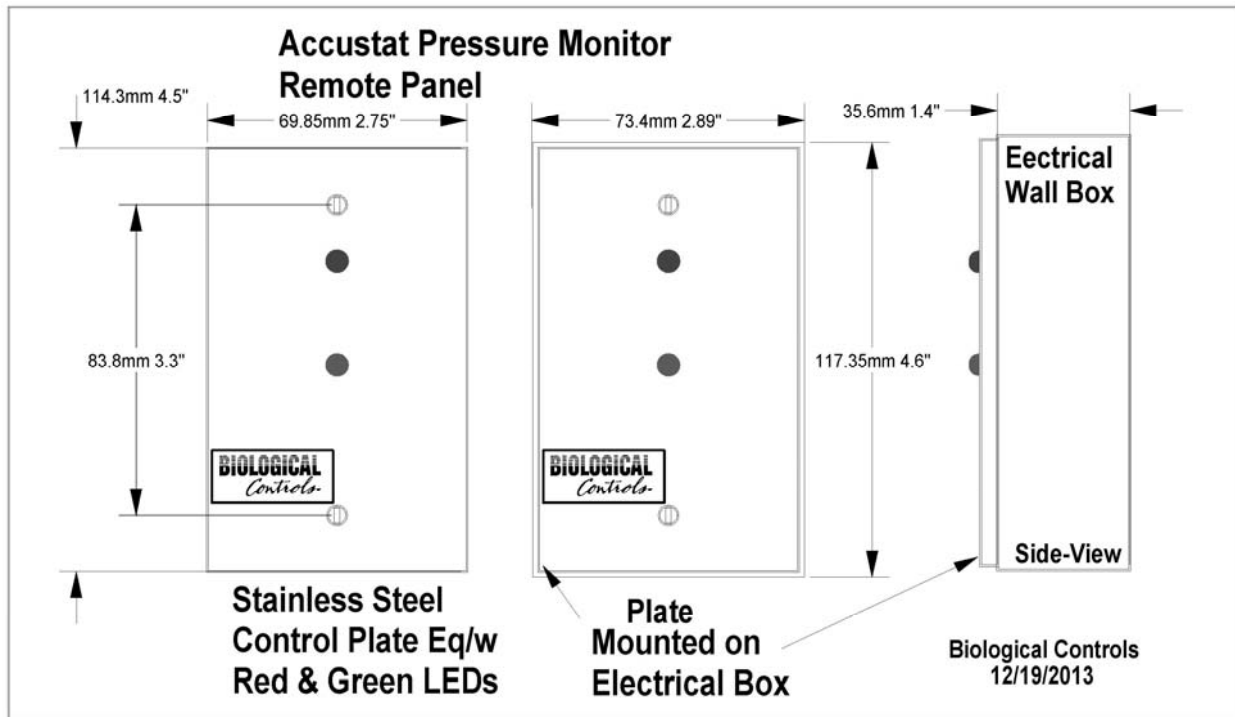 Accustat Pressure Monitor
Remote Panel
114.3mm 4.5"
69.85mm 2.75"
73.4mm 2.89"
35.6mm 1.4"
Eectrical
Wall Box
83.8mm 3.3"
117.35mm 4.6"
BIOLOGICAL
Controls
BIOLOGICAL
Controls
Side-View
Stainless Steel
Control Plate Eq/w
Red & Green LEDs
Plate
Mounted on
Electrical Box
Biological Controls
12/19/2013